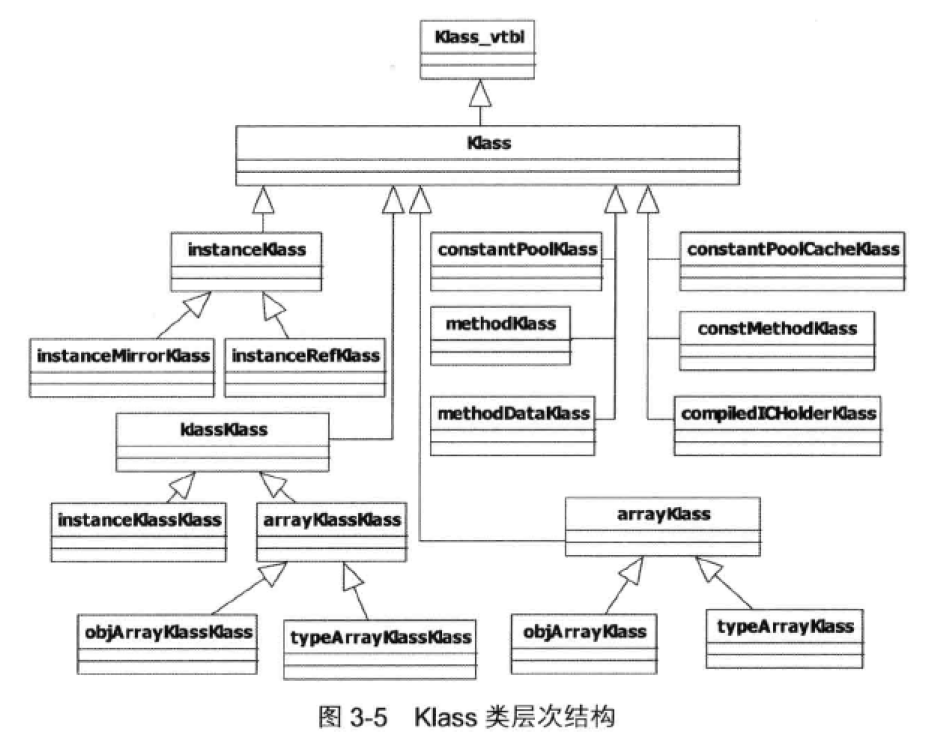 Klass_vtbl
Klass
instanceKlass
constantPoolKlass
constantPoolCacheKlass
methodKlass
constMethodKlass
instanceMirrorKlass
instanceRefKlass
methodDataKlass
compiledICHolderKlass
klassKlass
instanceKlassKlass
arrayKlassKlass
arrayKlass
objArrayKlassKlass
typeArrayKlassKlass
objArrayKlass
typeArrayKlass
图 3-5 Klass 类层次结构